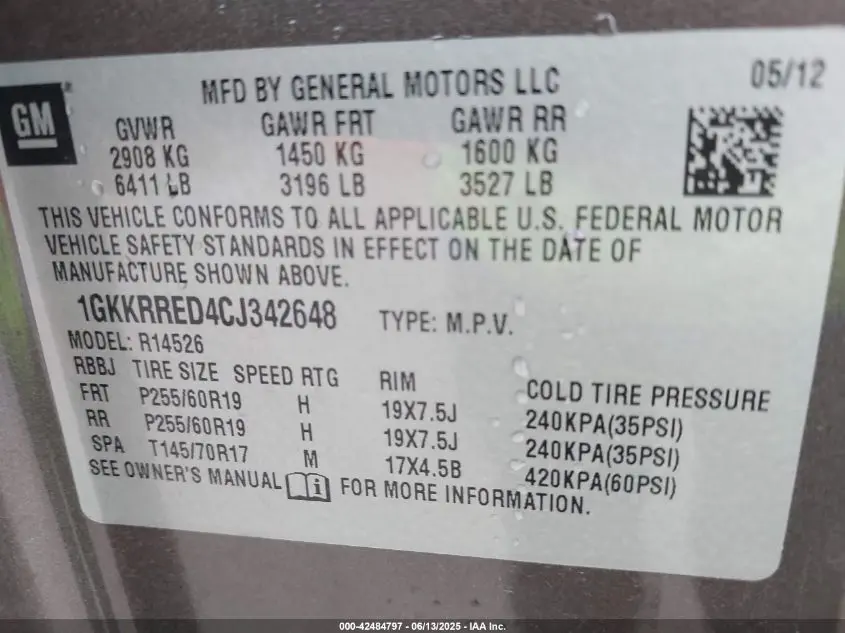 MFD BY GENERAL MOTORS LLC 05/12
GM
GVWR GAWR FRT GAWR RR
2908 KG 1450 KG 1600 KG
6411 LB 3196 LB 3527 LB
THIS VEHICLE CONFORMS TO ALL APPLICABLE U.S. FEDERAL MOTOR
VEHICLE SAFETY STANDARDS IN EFFECT ON THE DATE OF
MANUFACTURE SHOWN ABOVE.
1GKKRRED4CJ342648 TYPE: M.P.V.
MODEL: R14526
RBBJ TIRE SIZE SPEED RTG RIM COLD TIRE PRESSURE
FRT P255/60R19 H 19X7.5J 240KPA(35PSI)
RR P255/60R19 H 19X7.5J 240KPA(35PSI)
SPA T145/70R17 M 17X4.5B 420KPA(60PSI)
SEE OWNER'S MANUAL i FOR MORE INFORMATION.
000-42484797 - 06/13/2025 - IAA Inc.